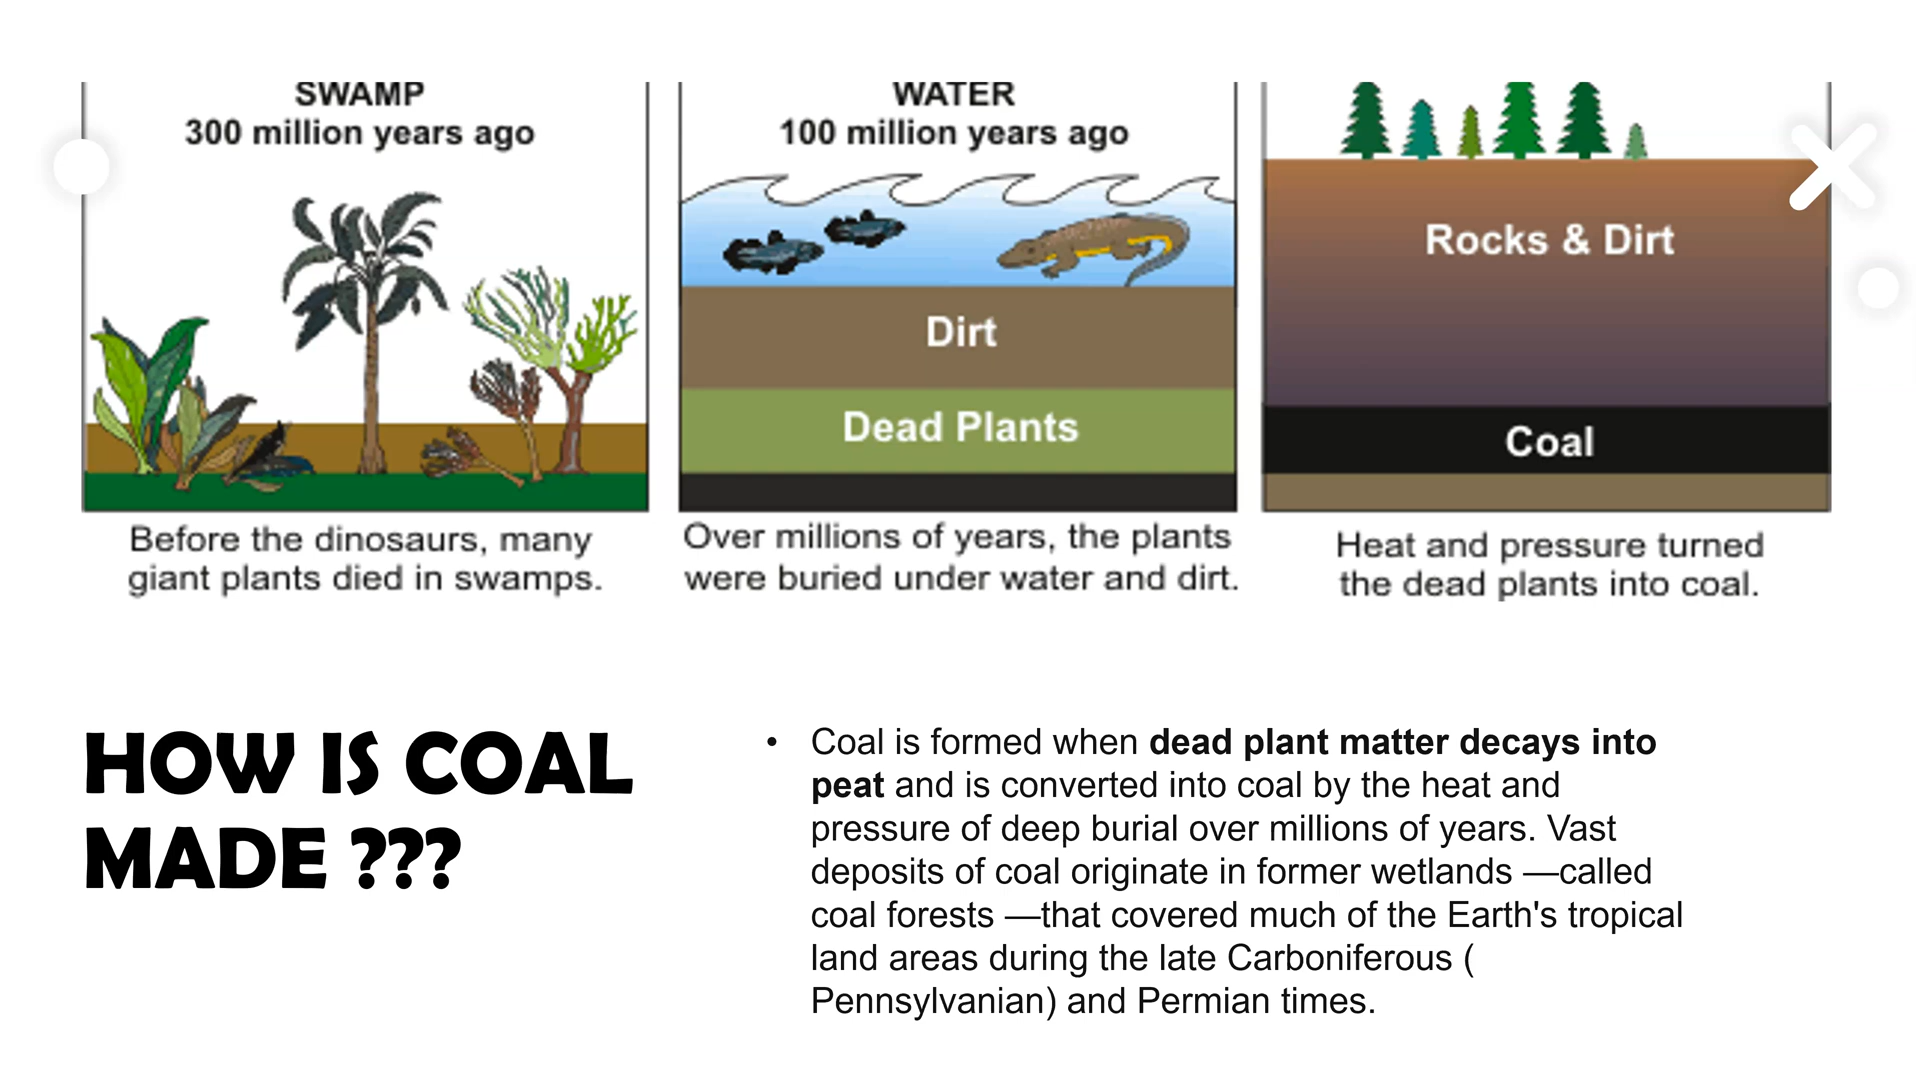 SWAMP
300 million years ago
WATER
100 million years ago
Dirt
Dead Plants
Rocks & Dirt
Coal
Before the dinosaurs, many
giant plants died in swamps.
Over millions of years, the plants
were buried under water and dirt.
Heat and pressure turned
the dead plants into coal.
HOW IS COAL
MADE ???
• Coal is formed when dead plant matter decays into
peat and is converted into coal by the heat and
pressure of deep burial over millions of years. Vast
deposits of coal originate in former wetlands —called
coal forests —that covered much of the Earth's tropical
land areas during the late Carboniferous (
Pennsylvanian) and Permian times.